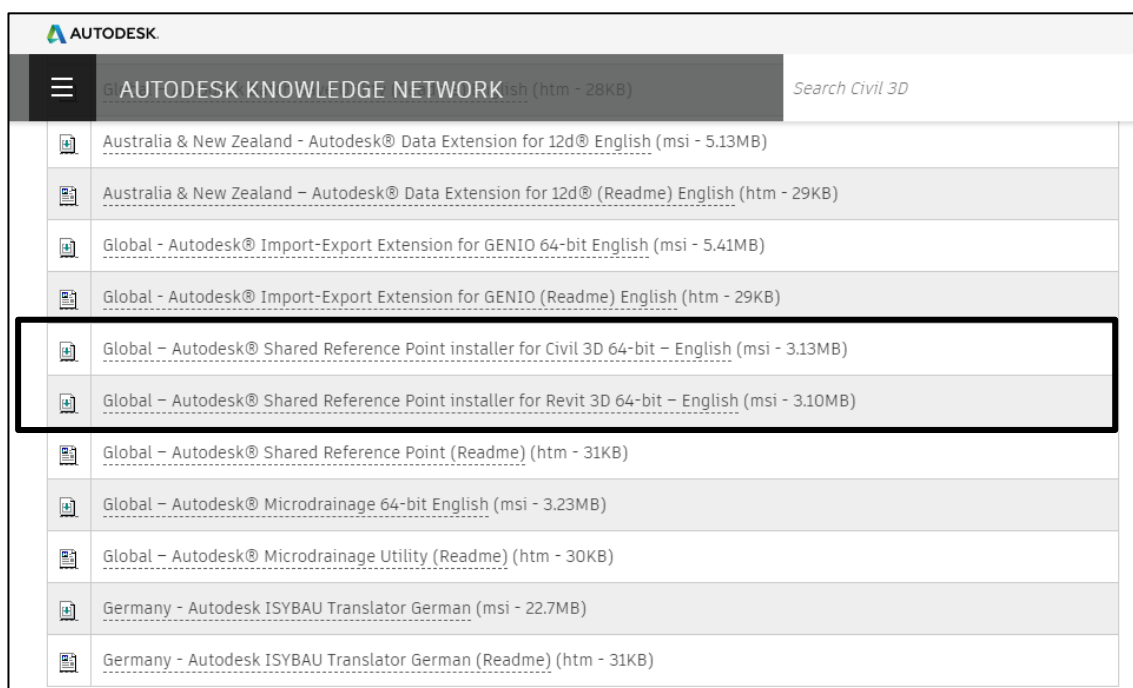 AUTODESK.
AUTODESK KNOWLEDGE NETWORK
Search Civil 3D
English (htm - 28KB)
Australia & New Zealand - Autodesk® Data Extension for 12d® English (msi - 5.13MB)
Australia & New Zealand – Autodesk® Data Extension for 12d® (Readme) English (htm - 29KB)
Global - Autodesk® Import-Export Extension for GENIO 64-bit English (msi - 5.41MB)
Global - Autodesk® Import-Export Extension for GENIO (Readme) English (htm - 29KB)
Global – Autodesk® Shared Reference Point installer for Civil 3D 64-bit – English (msi - 3.13MB)
Global – Autodesk® Shared Reference Point installer for Revit 3D 64-bit – English (msi - 3.10MB)
Global – Autodesk® Shared Reference Point (Readme) (htm - 31KB)
Global – Autodesk® Microdrainage 64-bit English (msi - 3.23MB)
Global – Autodesk® Microdrainage Utility (Readme) (htm - 30KB)
Germany - Autodesk ISYBAU Translator German (msi - 22.7MB)
Germany - Autodesk ISYBAU Translator German (Readme) (htm - 31KB)